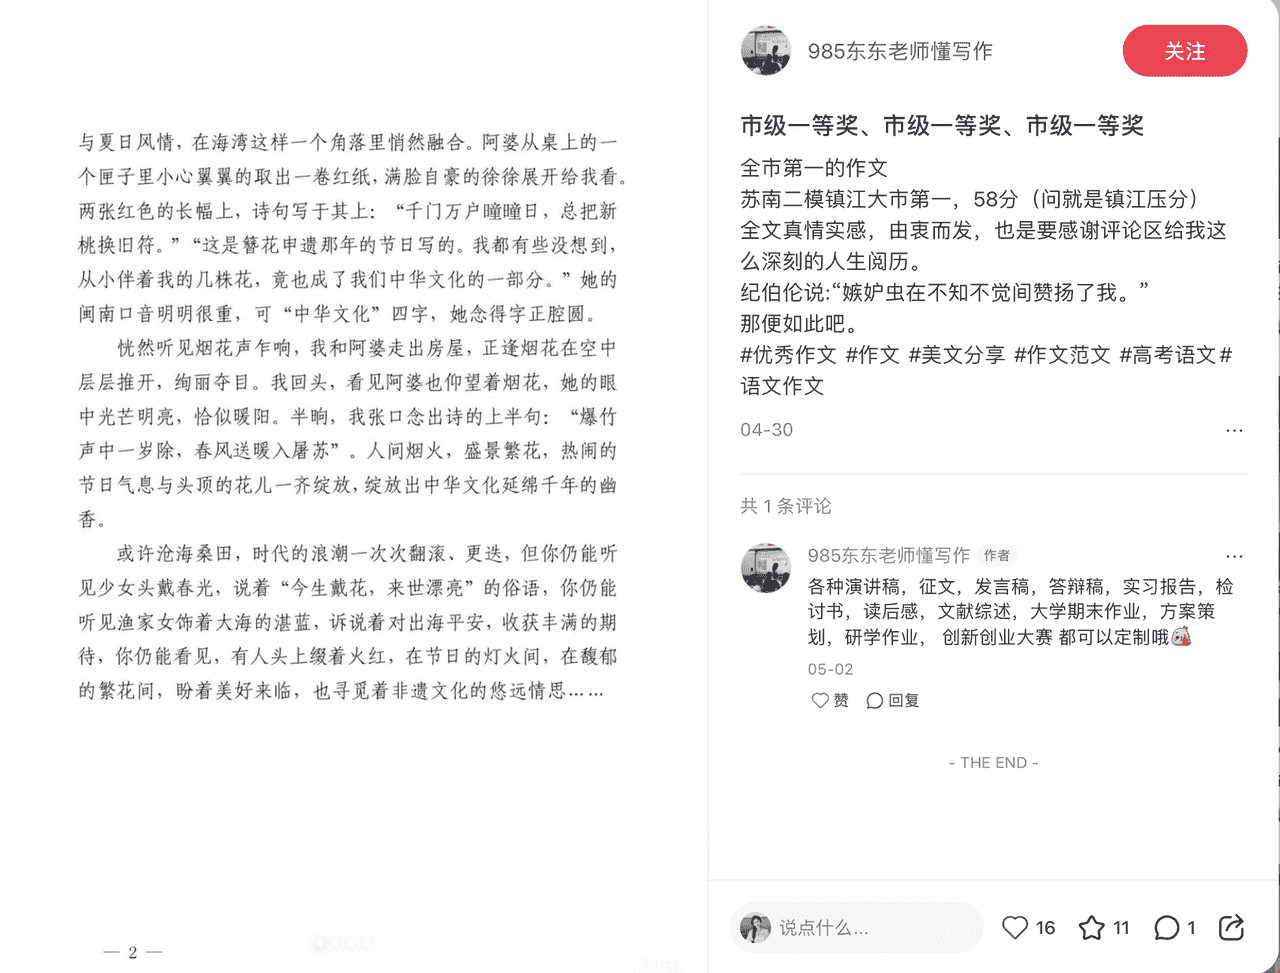 与夏日风情，在海湾这样一个角落里悄然融合。阿婆从桌上的一
个匣子里小心翼翼的取出一卷红纸，满脸自豪的徐徐展开给我看。
两张红色的长幅上，诗句写于其上：“千门万户曈曈日，总把新
桃换旧符。”“这是簪花申遗那年的节日写的。我都有些没想到，
从小伴着我的几株花，竟也成了我们中华文化的一部分。”她的
闽南口音明明很重，可“中华文化”四字，她念得字正腔圆。
恍然听见烟花声乍响，我和阿婆走出房屋，正逢烟花在空中
层层推开，绚丽夺目。我回头，看见阿婆也仰望着烟花，她的眼
中光芒明亮，恰似暖阳。半晌，我张口念出诗的上半句：“爆竹
声中一岁除，春风送暖入屠苏”。人间烟火，盛景繁花，热闹的
节日气息与头顶的花儿一齐绽放，绽放出中华文化延绵千年的幽
香。
或许沧海桑田，时代的浪潮一次次翻滚、更迭，但你仍能听
见少女头戴春光，说着“今生戴花，来世漂亮”的俗语，你仍能
听见渔家女饰着大海的湛蓝，诉说着对出海平安，收获丰满的期
待，你仍能看见，有人头上缀着火红，在节日的灯火间，在馥郁
的繁花间，盼着美好来临，也寻觅着非遗文化的悠远情思……
— 2 —
985东东老师懂写作
关注
市级一等奖、市级一等奖、市级一等奖
全市第一的作文
苏南二模镇江大市第一，58分（问就是镇江压分）
全文真情实感，由衷而发，也是要感谢评论区给我这
么深刻的人生阅历。
纪伯伦说:“嫉妒虫在不知不觉间赞扬了我。”
那便如此吧。
#优秀作文 #作文 #美文分享 #作文范文 #高考语文#
语文作文
04-30
共 1 条评论
985东东老师懂写作 作者
各种演讲稿，征文，发言稿，答辩稿，实习报告，检
讨书，读后感，文献综述，大学期末作业，方案策
划，研学作业， 创新创业大赛 都可以定制哦
05-02
赞 回复
- THE END -
说点什么... 16 11 1